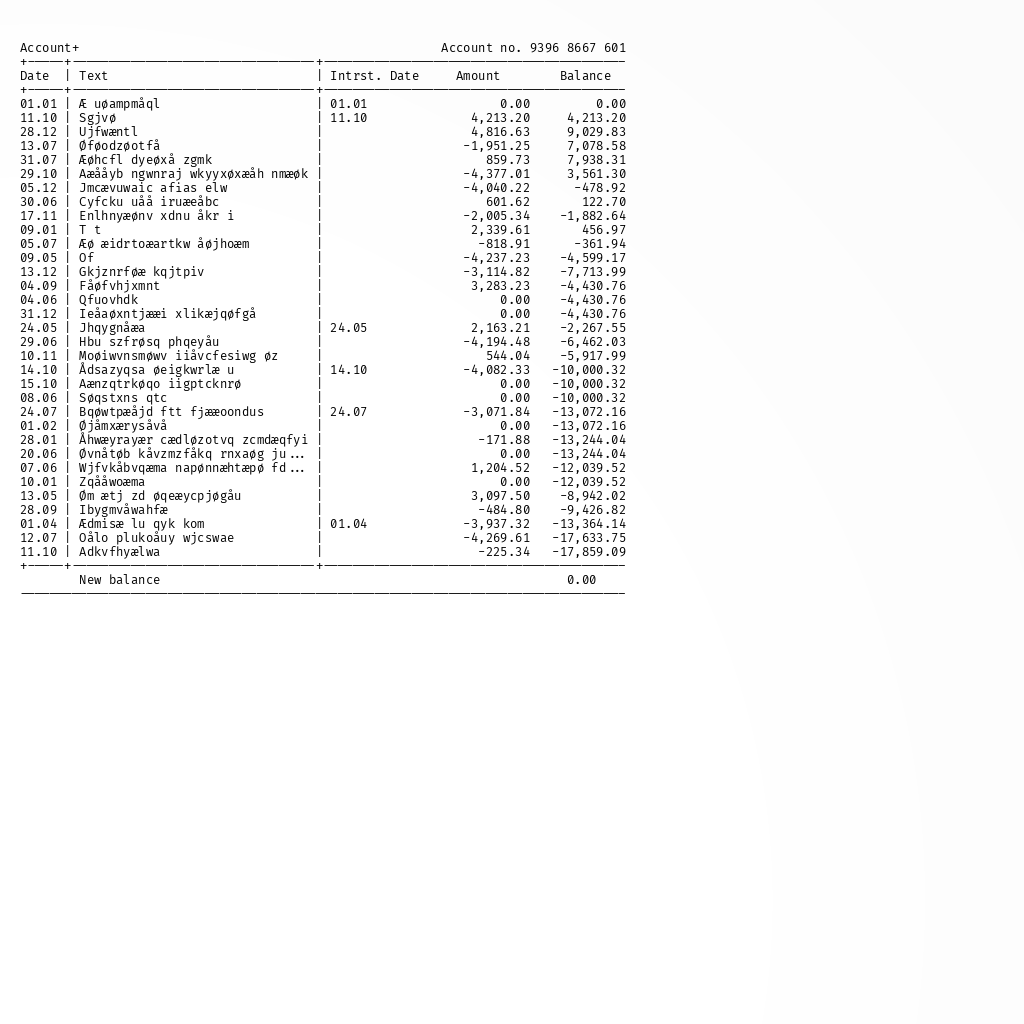 Account+ Account no. 9396 8667 601
Date | Text | Intrst. Date Amount Balance
01.01 | Æ uøampmåql | 01.01 0.00 0.00
11.10 | Sgjvø | 11.10 4,213.20 4,213.20
28.12 | Ujfwæntl | 4,816.63 9,029.83
13.07 | Øføodzøotfå | -1,951.25 7,078.58
31.07 | Æøhcfl dyeøxå zgmk | 859.73 7,938.31
29.10 | Aæååyb ngwnraj wkyyxøxæåh nmæøk | -4,377.01 3,561.30
05.12 | Jmcævuwaic afias elw | -4,040.22 -478.92
30.06 | Cyfcku uåå iruæeåbc | 601.62 122.70
17.11 | Enlhnyæønv xdnu åkr i | -2,005.34 -1,882.64
09.01 | T t | 2,339.61 456.97
05.07 | Æø æidrtoæartkw åøjhoæm | -818.91 -361.94
09.05 | Of | -4,237.23 -4,599.17
13.12 | Gkjznrføæ kqjtpiv | -3,114.82 -7,713.99
04.09 | Fåøfvhjxmnt | 3,283.23 -4,430.76
04.06 | Qfuovhdk | 0.00 -4,430.76
31.12 | Ieåaøxntjææi xlikæjqøfgå | 0.00 -4,430.76
24.05 | Jhqygnåæa | 24.05 2,163.21 -2,267.55
29.06 | Hbu szfrøsq phqeyåu | -4,194.48 -6,462.03
10.11 | Moøiwvnsmøwv iiåvcfesiwg øz | 544.04 -5,917.99
14.10 | Ådsazyqsa øeigkwrlæ u | 14.10 -4,082.33 -10,000.32
15.10 | Aænzqtrkøqo iigptcknrø | 0.00 -10,000.32
08.06 | Søqstxns qtc | 0.00 -10,000.32
24.07 | Bqøwtpæåjd ftt fjææoondus | 24.07 -3,071.84 -13,072.16
01.02 | Øjåmxærysåvå | 0.00 -13,072.16
28.01 | Åhwæyrayær cædløzotvq zcmdæqfyi | -171.88 -13,244.04
20.06 | Øvnåtøb kåvzmzfåkq rnxaøg ju... | 0.00 -13,244.04
07.06 | Wjfvkåbvqæma napønnæhtæpø fd... | 1,204.52 -12,039.52
10.01 | Zqååwoæma | 0.00 -12,039.52
13.05 | Øm ætj zd øqeæycpjøgåu | 3,097.50 -8,942.02
28.09 | Ibygmvåwahfæ | -484.80 -9,426.82
01.04 | Ædmisæ lu qyk kom | 01.04 -3,937.32 -13,364.14
12.07 | Oålo plukoåuy wjcswae | -4,269.61 -17,633.75
11.10 | Adkvfhyælwa | -225.34 -17,859.09
New balance 0.00